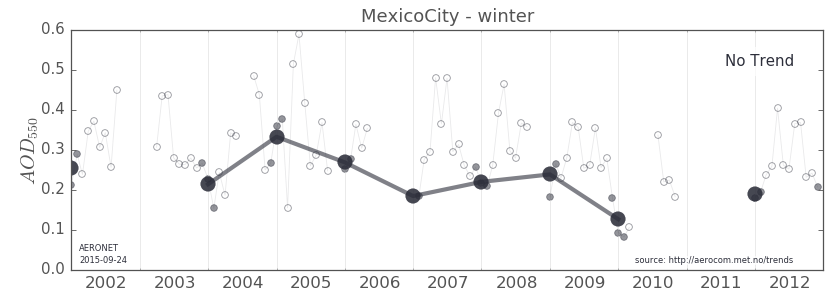 MexicoCity - winter
No Trend
AOD550
0.6
0.5
0.4
0.3
0.2
0.1
0.0
AERONET
2015-09-24
source: http://aerocom.met.no/trends
2002 2003 2004 2005 2006 2007 2008 2009 2010 2011 2012